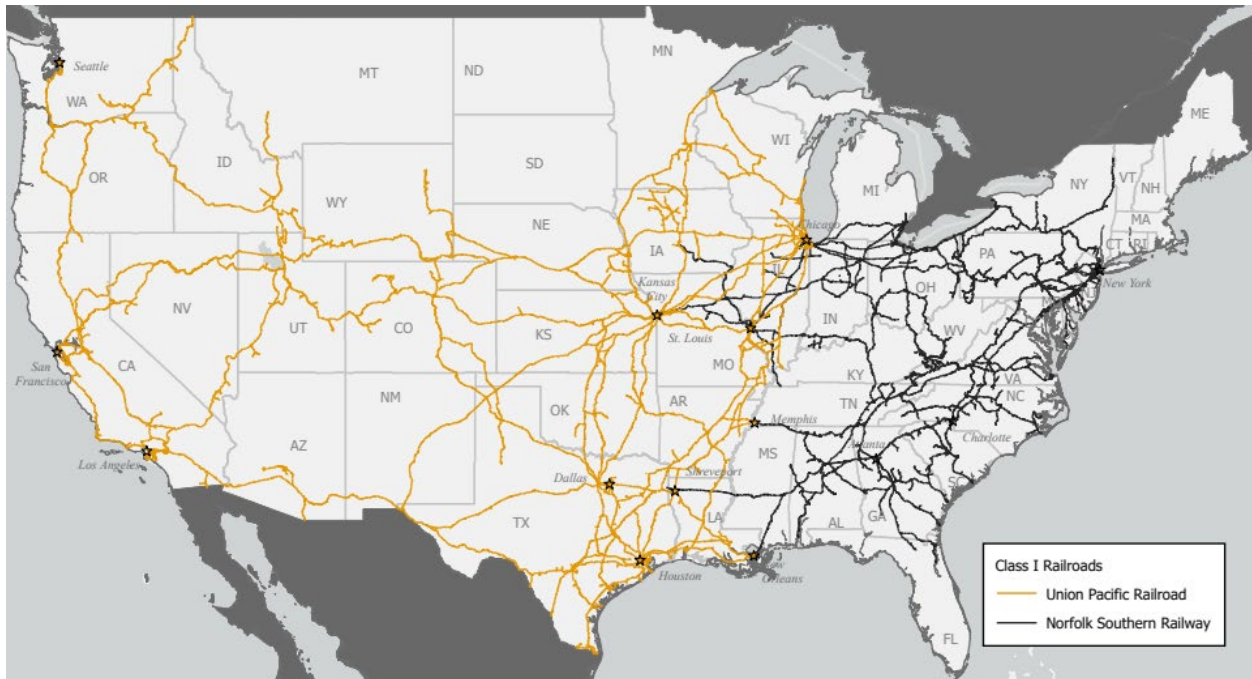 MN
Seattle
MT
ND
WA
ME
WI
ID
OR
SD
MI
NY
VT
NH
WY
MA
NE
Chicago
CT
RI
IA
PA
IL
Kansas
City
OH
New York
NV
UT
CO
IN
WV
KS
St. Louis
MO
CA
San
Francisco
KY
VA
NC
NM
OK
AR
TN
Memphis
Charlotte
AZ
Atlanta
Los Angeles
MS
Shreveport
Dallas
SC
LA
TX
AL
GA
Houston
New
Orleans
FL
Class I Railroads
Union Pacific Railroad
Norfolk Southern Railway